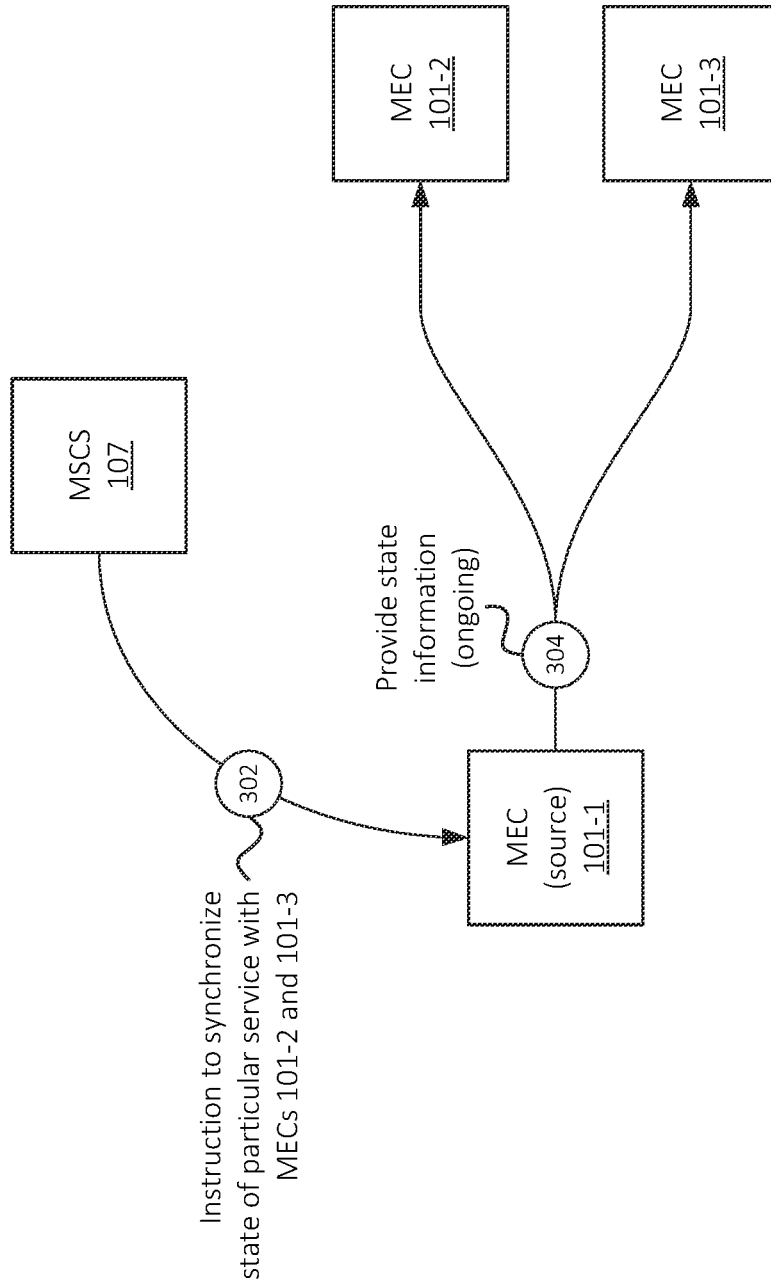 MSCS
107
Instruction to synchronize
state of particular service with
MECs 101-2 and 101-3
302
MEC
(source)
101-1
Provide state
information
(ongoing)
304
MEC
101-2
MEC
101-3